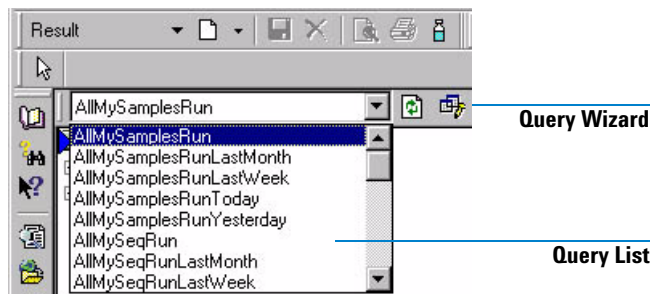 Result
AllMySamplesRun
Query Wizard
AllMySamplesRun
AllMySamplesRunLastMonth
AllMySamplesRunLastWeek
AllMySamplesRunToday
AllMySamplesRunYesterday
AllMySeqRun
Query List
AllMySeqRunLastMonth
AllMySeqRunLastWeek